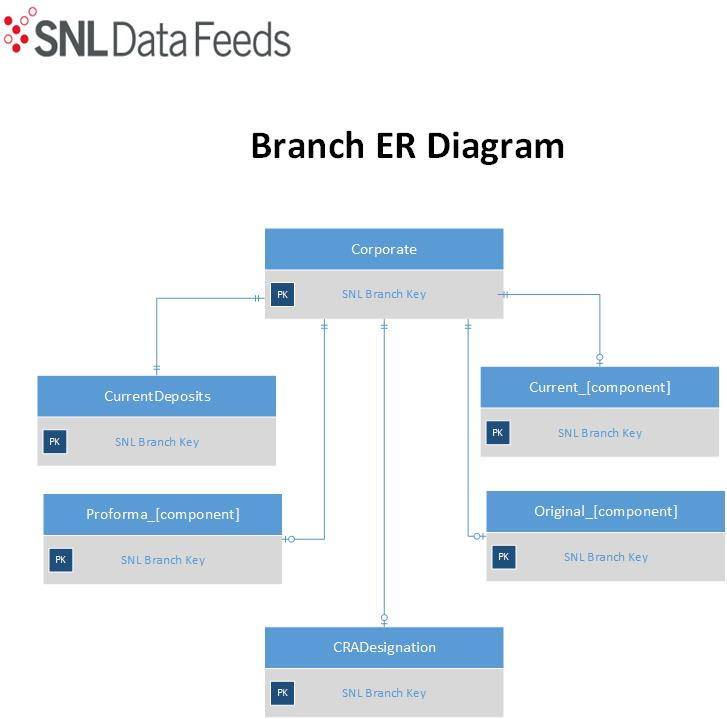 SNL Data Feeds
Branch ER Diagram
Corporate
PK SNL Branch Key
CurrentDeposits
PK SNL Branch Key
Current_[component]
PK SNL Branch Key
Proforma_[component]
PK SNL Branch Key
Original_[component]
PK SNL Branch Key
CRADesignation
PK SNL Branch Key